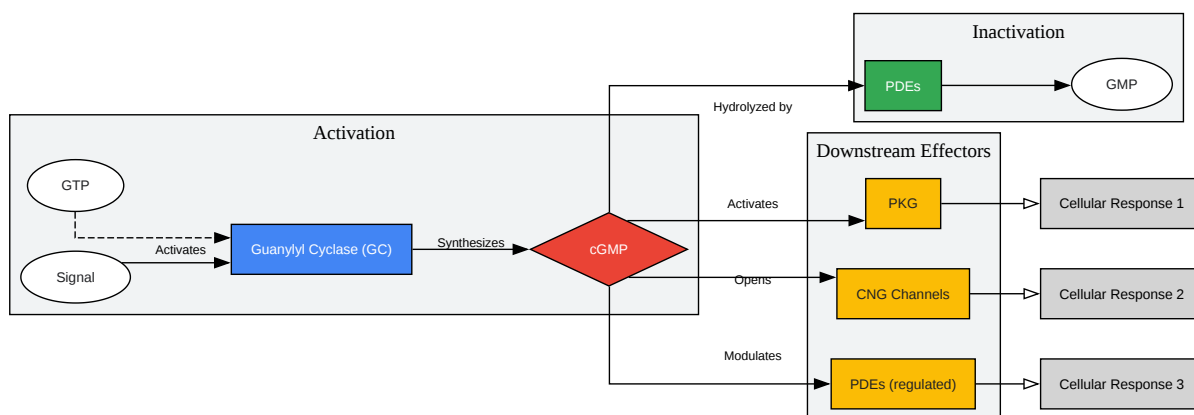 Inactivation
PDEs
GMP
Hydrolyzed by
Activation
GTP
Signal
Activates
Guanylyl Cyclase (GC)
Synthesizes
cGMP
Downstream Effectors
Activates
PKG
Cellular Response 1
Opens
CNG Channels
Cellular Response 2
Modulates
PDEs (regulated)
Cellular Response 3